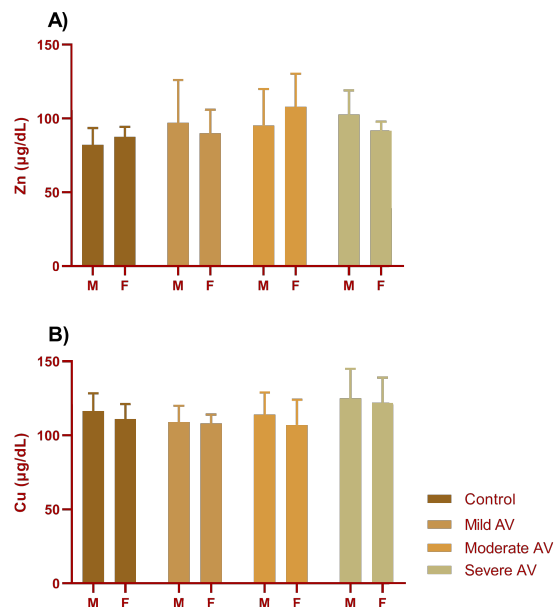 A)
150
100
50
0
Zn (µg/dL)
M F M F M F M F
B)
150
100
50
0
Cu (µg/dL)
M F M F M F M F
Control
Mild AV
Moderate AV
Severe AV